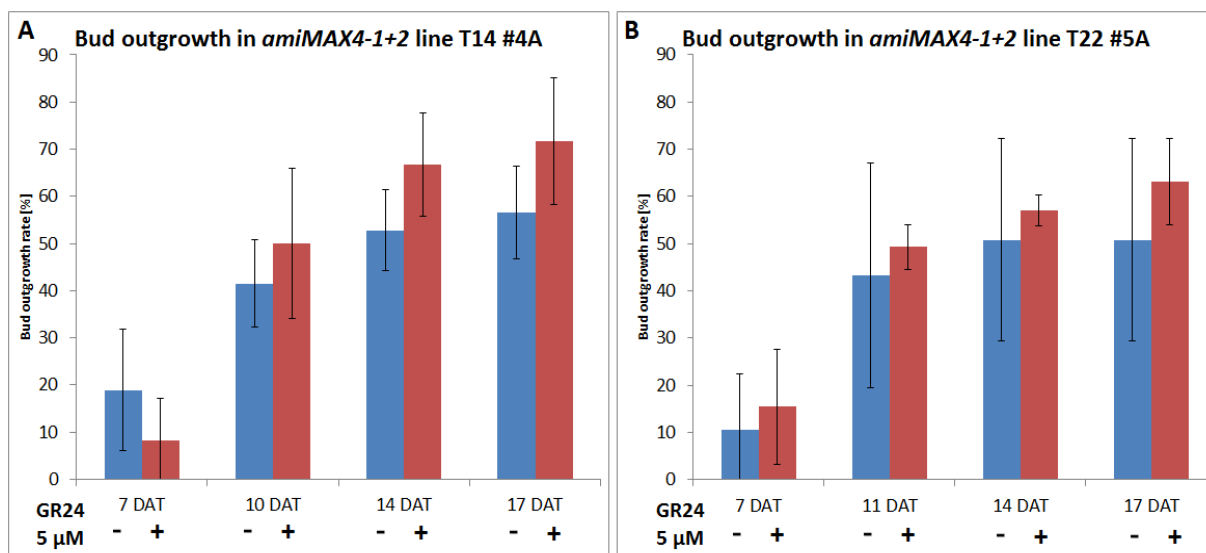 A
Bud outgrowth in amiMAX4-1+2 line T14 #4A
90
80
70
60
50
40
30
20
10
0
Bud outgrowth rate [%]
7 DAT 10 DAT 14 DAT 17 DAT
GR24
5 µM - + - + - + - +
B
Bud outgrowth in amiMAX4-1+2 line T22 #5A
90
80
70
60
50
40
30
20
10
0
Bud outgrowth rate [%]
7 DAT 11 DAT 14 DAT 17 DAT
GR24
5 µM - + - + - + - +